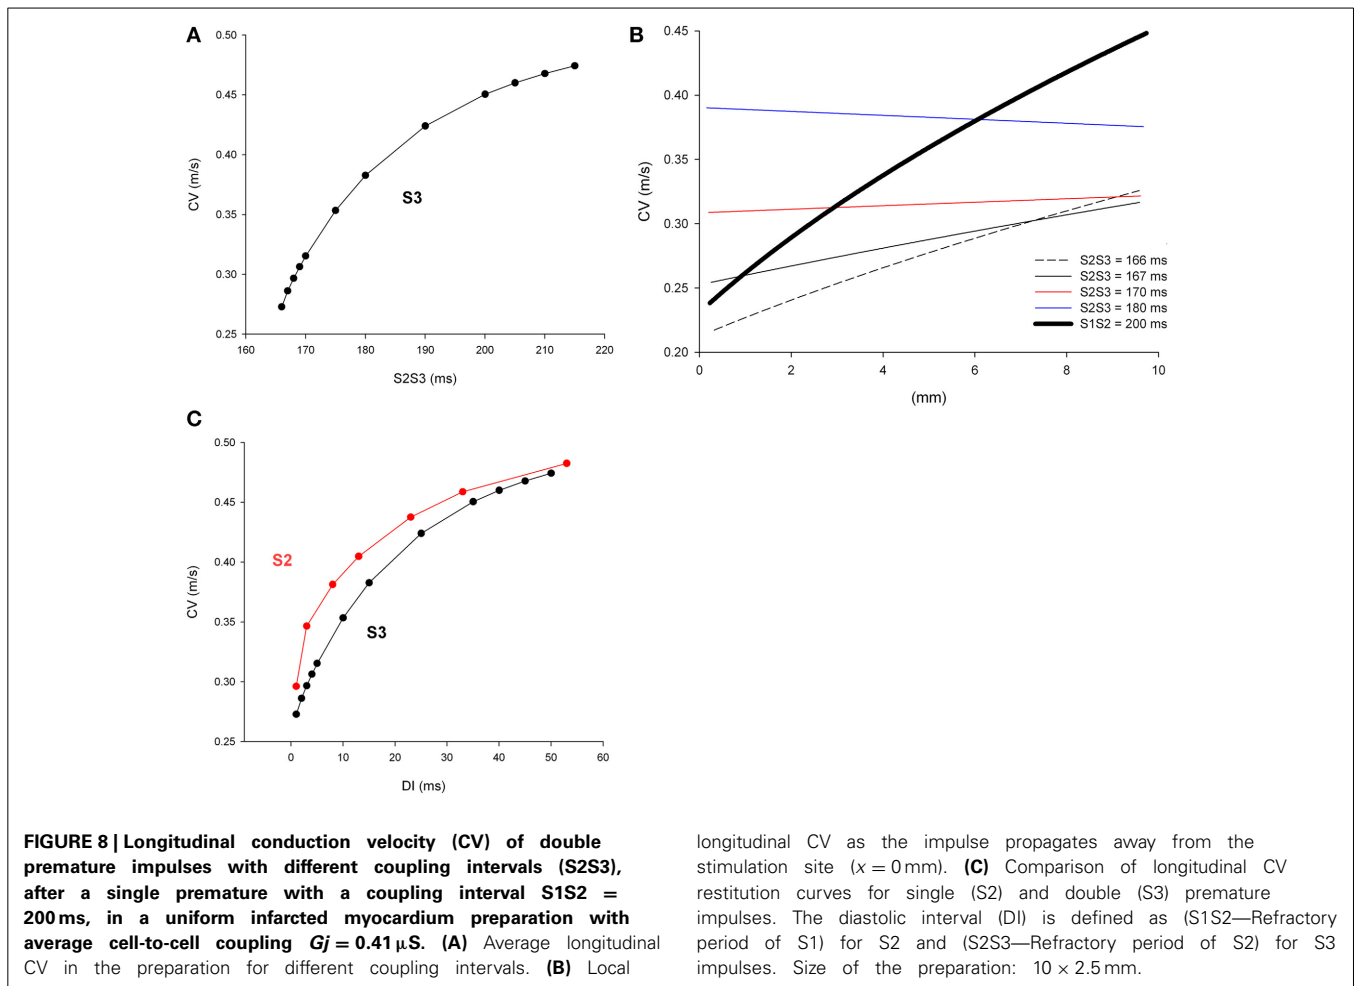 A
0.50
0.45
0.40
0.35
0.30
0.25
CV (m/s)
S3
160 170 180 190 200 210 220
S2S3 (ms)
B
0.45
0.40
0.35
0.30
0.25
0.20
CV (m/s)
S2S3 = 166 ms
S2S3 = 167 ms
S2S3 = 170 ms
S2S3 = 180 ms
S1S2 = 200 ms
0 2 4 6 8 10
(mm)
C
0.50
0.45
0.40
0.35
0.30
0.25
CV (m/s)
S2
S3
0 10 20 30 40 50 60
DI (ms)
FIGURE 8 | Longitudinal conduction velocity (CV) of double
premature impulses with different coupling intervals (S2S3),
after a single premature with a coupling interval S1S2 =
200 ms, in a uniform infarcted myocardium preparation with
average cell-to-cell coupling Gj = 0.41 μS. (A) Average longitudinal
CV in the preparation for different coupling intervals. (B) Local
longitudinal CV as the impulse propagates away from the
stimulation site (x = 0 mm). (C) Comparison of longitudinal CV
restitution curves for single (S2) and double (S3) premature
impulses. The diastolic interval (DI) is defined as (S1S2—Refractory
period of S1) for S2 and (S2S3—Refractory period of S2) for S3
impulses. Size of the preparation: 10 × 2.5 mm.